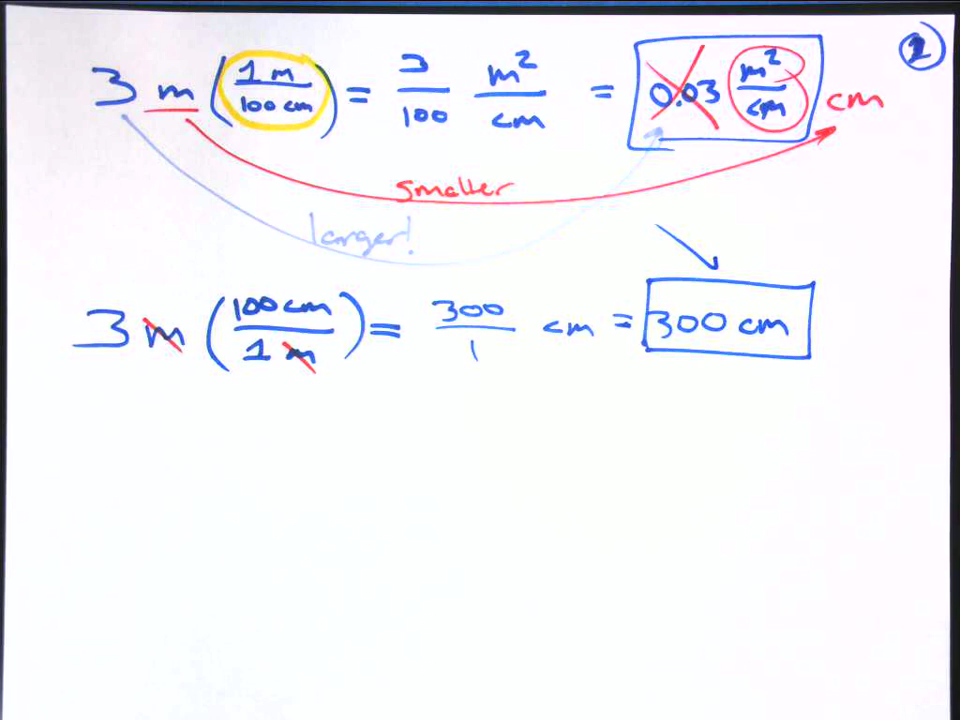 2
3 m (1 m / 100 cm) = 3/100 m²/cm = 0.03 m²/cm cm
smaller
larger!
3 m (100 cm / 1 m) = 300/1 cm = 300 cm